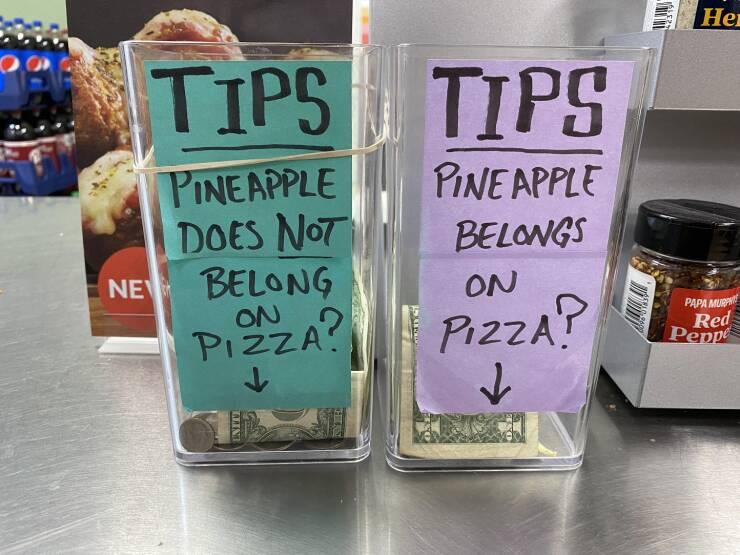 TIPS
PINEAPPLE
DOES NOT
BELONG
ON
PIZZA?
TIPS
PINEAPPLE
BELONGS
ON
PIZZA?
NEW
PAPA MURPHY'S
Red
Pepper